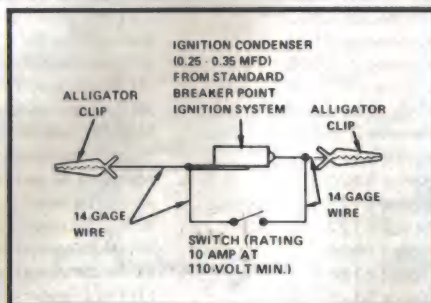 IGNITION CONDENSER
(0.25 - 0.35 MFD)
FROM STANDARD
BREAKER POINT
IGNITION SYSTEM
ALLIGATOR
CLIP
ALLIGATOR
CLIP
14 GAGE
WIRE
14 GAGE
WIRE
SWITCH (RATING
10 AMP AT
110-VOLT MIN.)